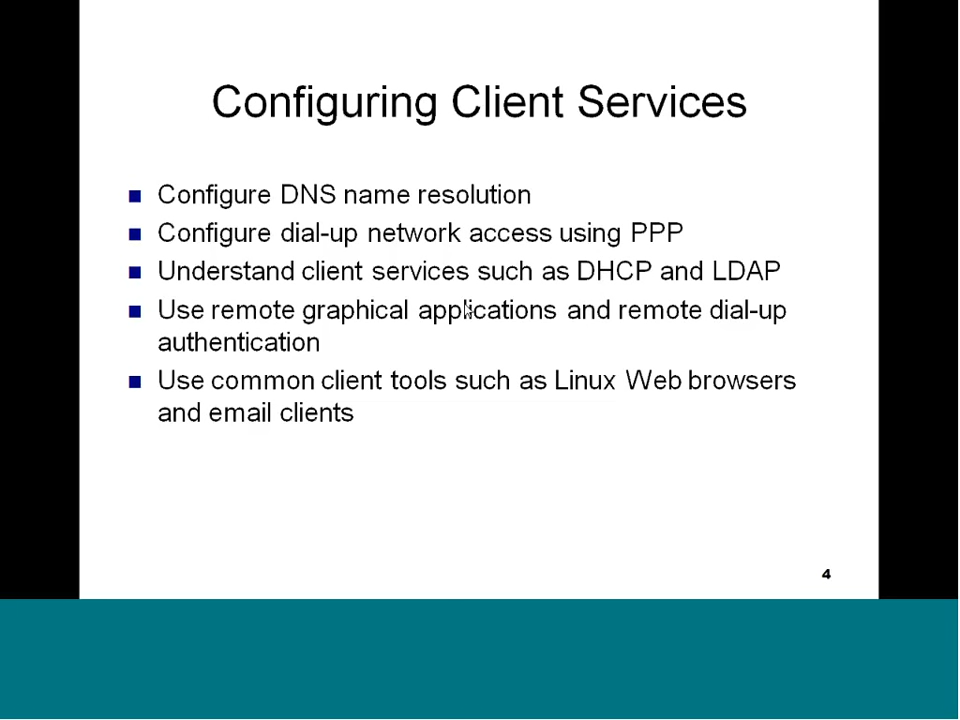 Configuring Client Services
Configure DNS name resolution
Configure dial-up network access using PPP
Understand client services such as DHCP and LDAP
Use remote graphical applications and remote dial-up
authentication
Use common client tools such as Linux Web browsers
and email clients
4